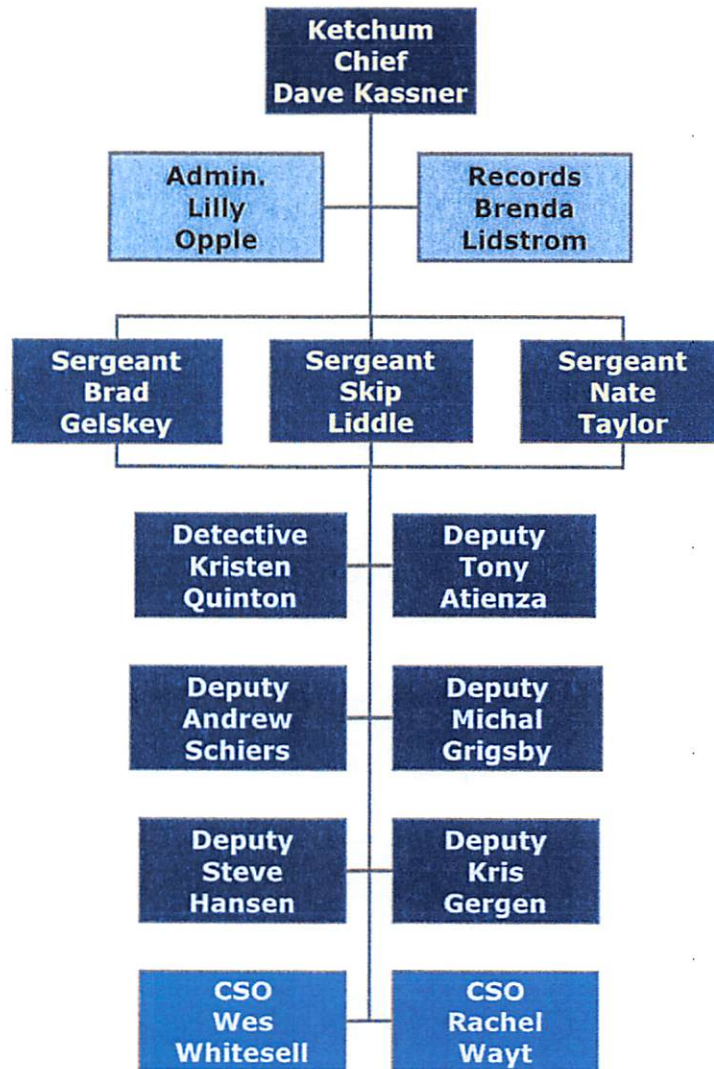 Ketchum
Chief
Dave Kassner
Admin.
Lilly
Opple
Records
Brenda
Lidstrom
Sergeant
Brad
Gelskey
Sergeant
Skip
Liddle
Sergeant
Nate
Taylor
Detective
Kristen
Quinton
Deputy
Tony
Atienza
Deputy
Andrew
Schiers
Deputy
Michal
Grigsby
Deputy
Steve
Hansen
Deputy
Kris
Gergen
CSO
Wes
Whitesell
CSO
Rachel
Wayt